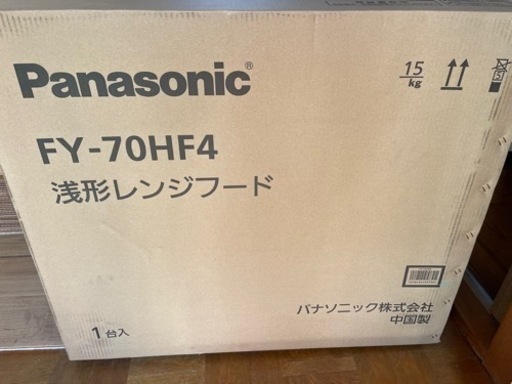 Panasonic®
15
kg
FY-70HF4
浅形レンジフード
1台入
パナソニック株式会社
中国製